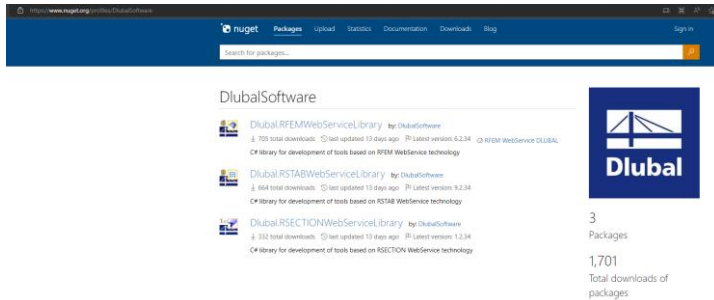 https://www.nuget.org/profiles/DlubalSoftware
nuget Packages Upload Statistics Documentation Downloads Blog Sign in
Search for packages...
DlubalSoftware
Dlubal.RFEMWebServiceLibrary by: DlubalSoftware
705 total downloads last updated 13 days ago Latest version: 6.2.34 RFEM WebService DLUBAL
C# library for development of tools based on RFEM WebService technology
Dlubal.RSTABWebServiceLibrary by: DlubalSoftware
664 total downloads last updated 13 days ago Latest version: 9.2.34
C# library for development of tools based on RSTAB WebService technology
Dlubal.RSECTIONWebServiceLibrary by: DlubalSoftware
332 total downloads last updated 13 days ago Latest version: 1.2.34
C# library for development of tools based on RSECTION WebService technology
Dlubal
3
Packages
1,701
Total downloads of
packages